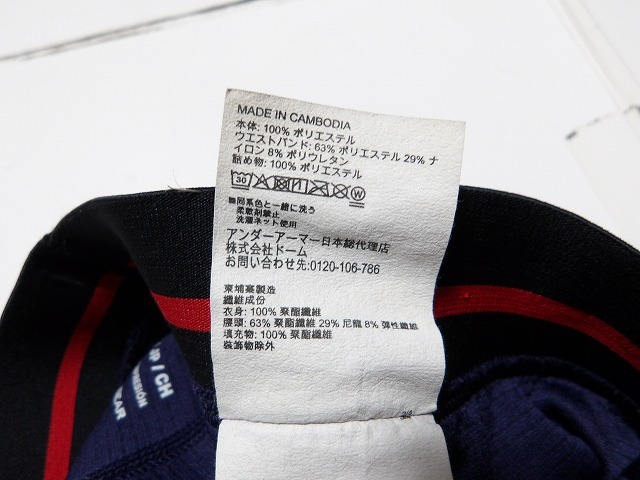 MADE IN CAMBODIA
本体: 100% ポリエステル
ウエストバンド: 63% ポリエステル 29% ナ
イロン 8% ポリウレタン
詰め物: 100% ポリエステル
30
W
■同系色と一緒に洗う
柔軟剤禁止
洗濯ネット使用
アンダーアーマー日本総代理店
株式会社ドーム
お問い合わせ先:0120-106-786
柬埔寨製造
纖維成份
衣身: 100% 聚酯纖維
腰頭: 63% 聚酯纖維 29% 尼龍 8% 彈性纖維
填充物: 100% 聚酯纖維
裝飾物除外
P / CH